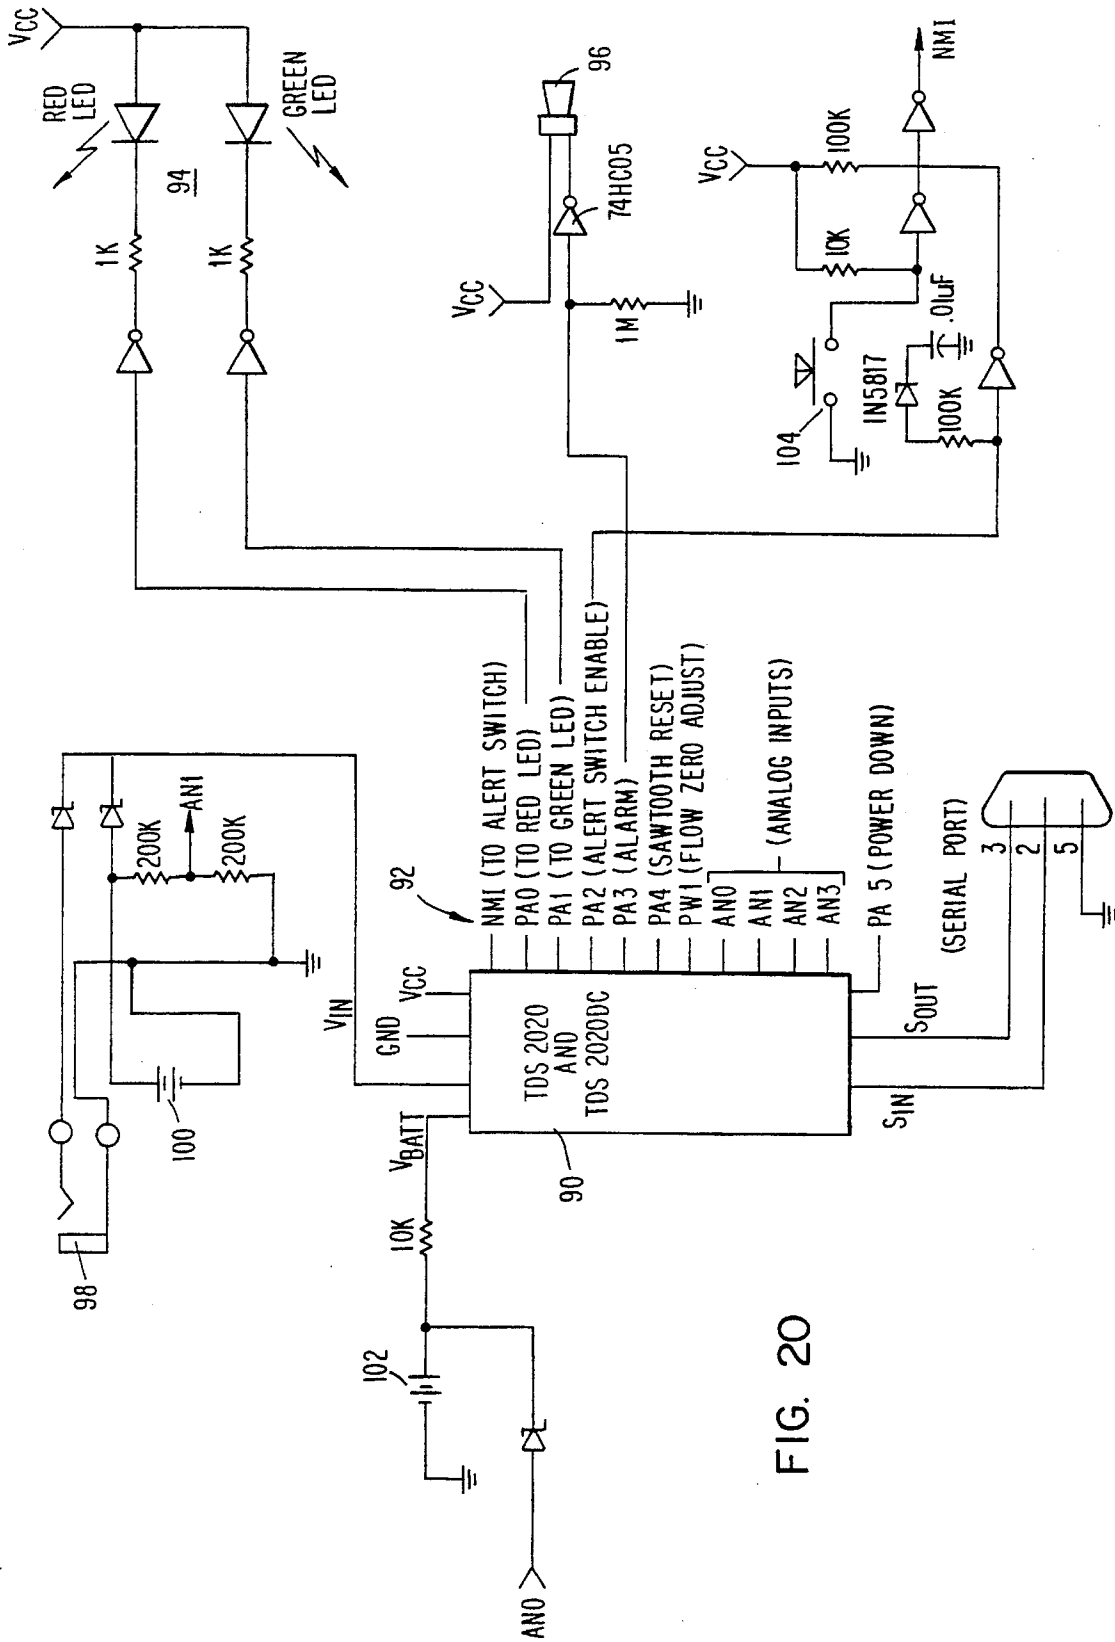 VCC
RED
LED
GREEN
LED
94
1K
1K
96
74HC05
VCC
1M
NMI
VCC
100K
10K
.01uF
1N5817
100K
104
AN1
200K
200K
100
98
VIN
92
NMI (TO ALERT SWITCH)
PA0 (TO RED LED)
PA1 (TO GREEN LED)
PA2 (ALERT SWITCH ENABLE)
PA3 (ALARM)
PA4 (SAWTOOTH RESET)
PW1 (FLOW ZERO ADJUST)
AN0
AN1
AN2
AN3
(ANALOG INPUTS)
PA 5 (POWER DOWN)
VCC
GND
VBATT
TDS 2020
AND
TDS 2020DC
90
10K
102
AN0
SOUT
SIN
(SERIAL PORT)
3
2
5
FIG. 20